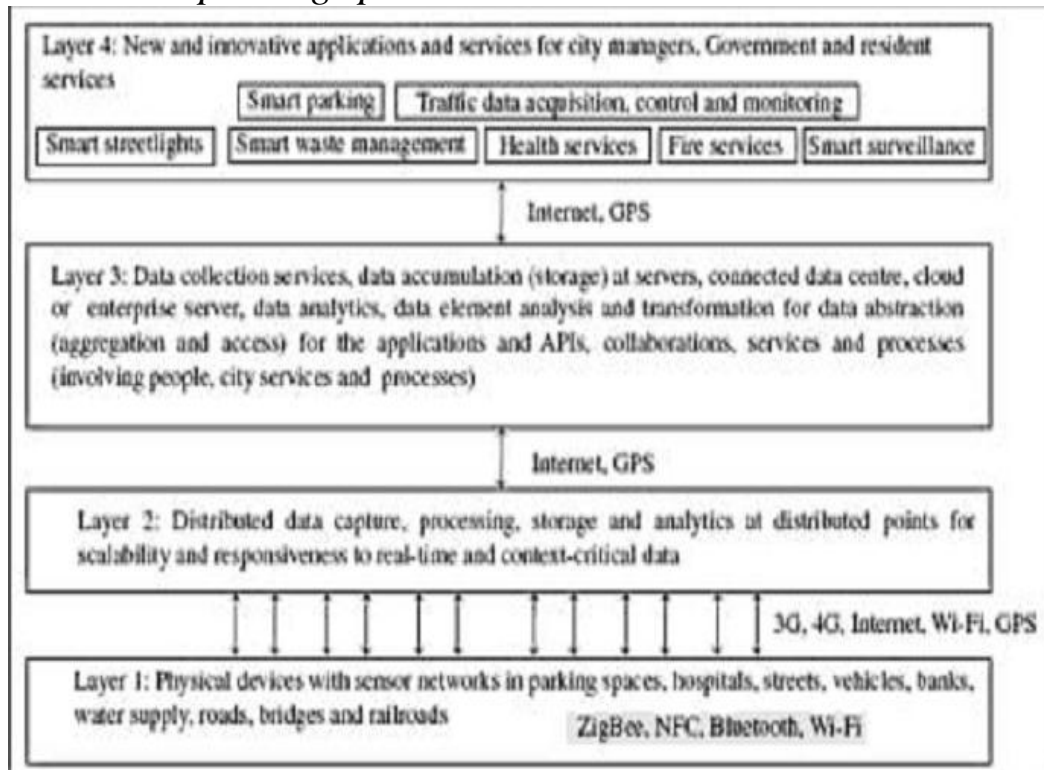 Layer 4: New and innovative applications and services for city managers, Government and resident
services
Smart parking Traffic data acquisition, control and monitoring
Smart streetlights Smart waste management Health services Fire services Smart surveillance
Internet, GPS
Layer 3: Data collection services, data accumulation (storage) at servers, connected data centre, cloud
or enterprise server, data analytics, data element analysis and transformation for data abstraction
(aggregation and access) for the applications and APIs, collaborations, services and processes
(involving people, city services and processes)
Internet, GPS
Layer 2: Distributed data capture, processing, storage and analytics at distributed points for
scalability and responsiveness to real-time and context-critical data
3G, 4G, Internet, Wi-Fi, GPS
Layer 1: Physical devices with sensor networks in parking spaces, hospitals, streets, vehicles, banks,
water supply, roads, bridges and railroads
ZigBee, NFC, Bluetooth, Wi-Fi